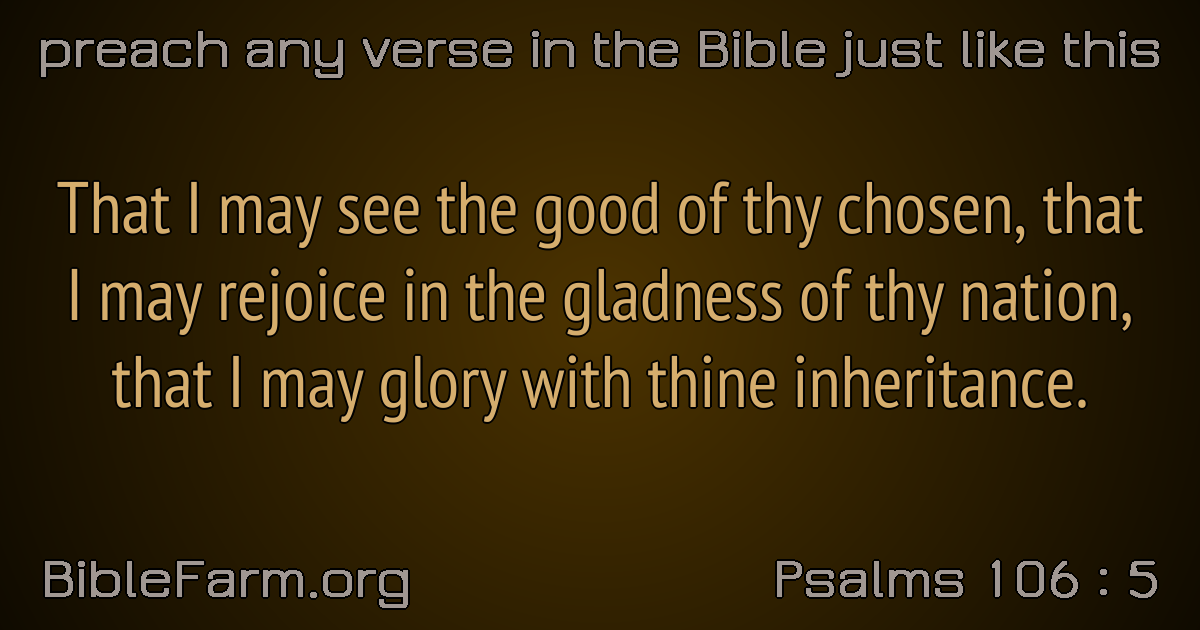 preach any verse in the Bible just like this
That I may see the good of thy chosen, that
I may rejoice in the gladness of thy nation,
that I may glory with thine inheritance.
BibleFarm.org
Psalms 106 : 5